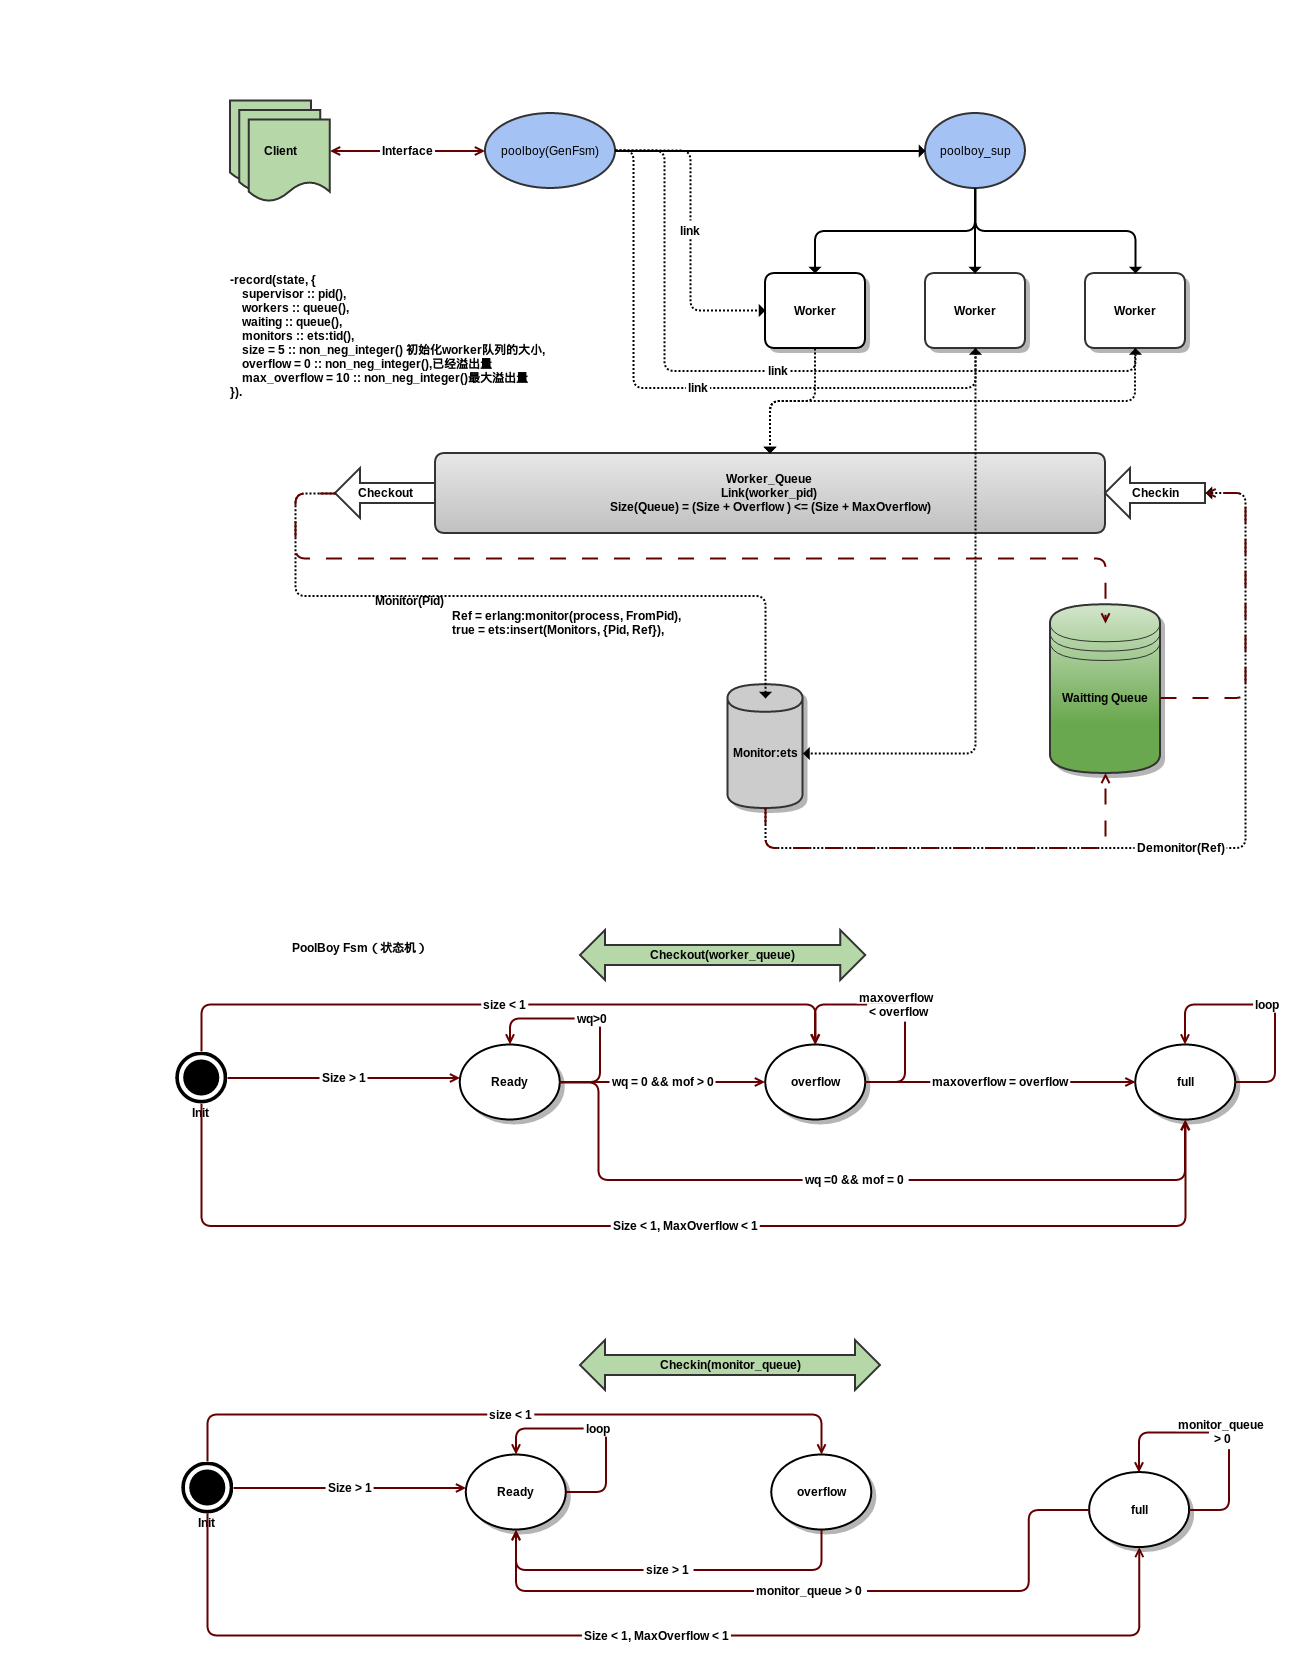 Client
Interface
poolboy(GenFsm)
poolboy_sup
link
-record(state, {
supervisor :: pid(),
workers :: queue(),
waiting :: queue(),
monitors :: ets:tid(),
size = 5 :: non_neg_integer() 初始化worker队列的大小,
overflow = 0 :: non_neg_integer(),已经溢出量
max_overflow = 10 :: non_neg_integer()最大溢出量
}).
Worker
Worker
Worker
link
link
Worker_Queue
Link(worker_pid)
Size(Queue) = (Size + Overflow ) <= (Size + MaxOverflow)
Checkout
Checkin
Monitor(Pid)
Ref = erlang:monitor(process, FromPid),
true = ets:insert(Monitors, {Pid, Ref}),
Waitting Queue
Monitor:ets
Demonitor(Ref)
PoolBoy Fsm（状态机）
Checkout(worker_queue)
size < 1
maxoverflow
< overflow
loop
wq>0
Size > 1
Ready
wq = 0 && mof > 0
overflow
maxoverflow = overflow
full
Init
wq =0 && mof = 0
Size < 1, MaxOverflow < 1
Checkin(monitor_queue)
size < 1
loop
monitor_queue
> 0
Size > 1
Ready
overflow
full
Init
size > 1
monitor_queue > 0
Size < 1, MaxOverflow < 1